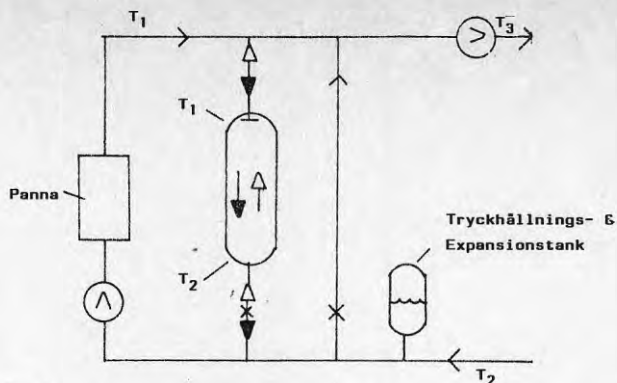 T1
T3
T1
Panna
Tryckhållnings- &
Expansionstank
T2
T2